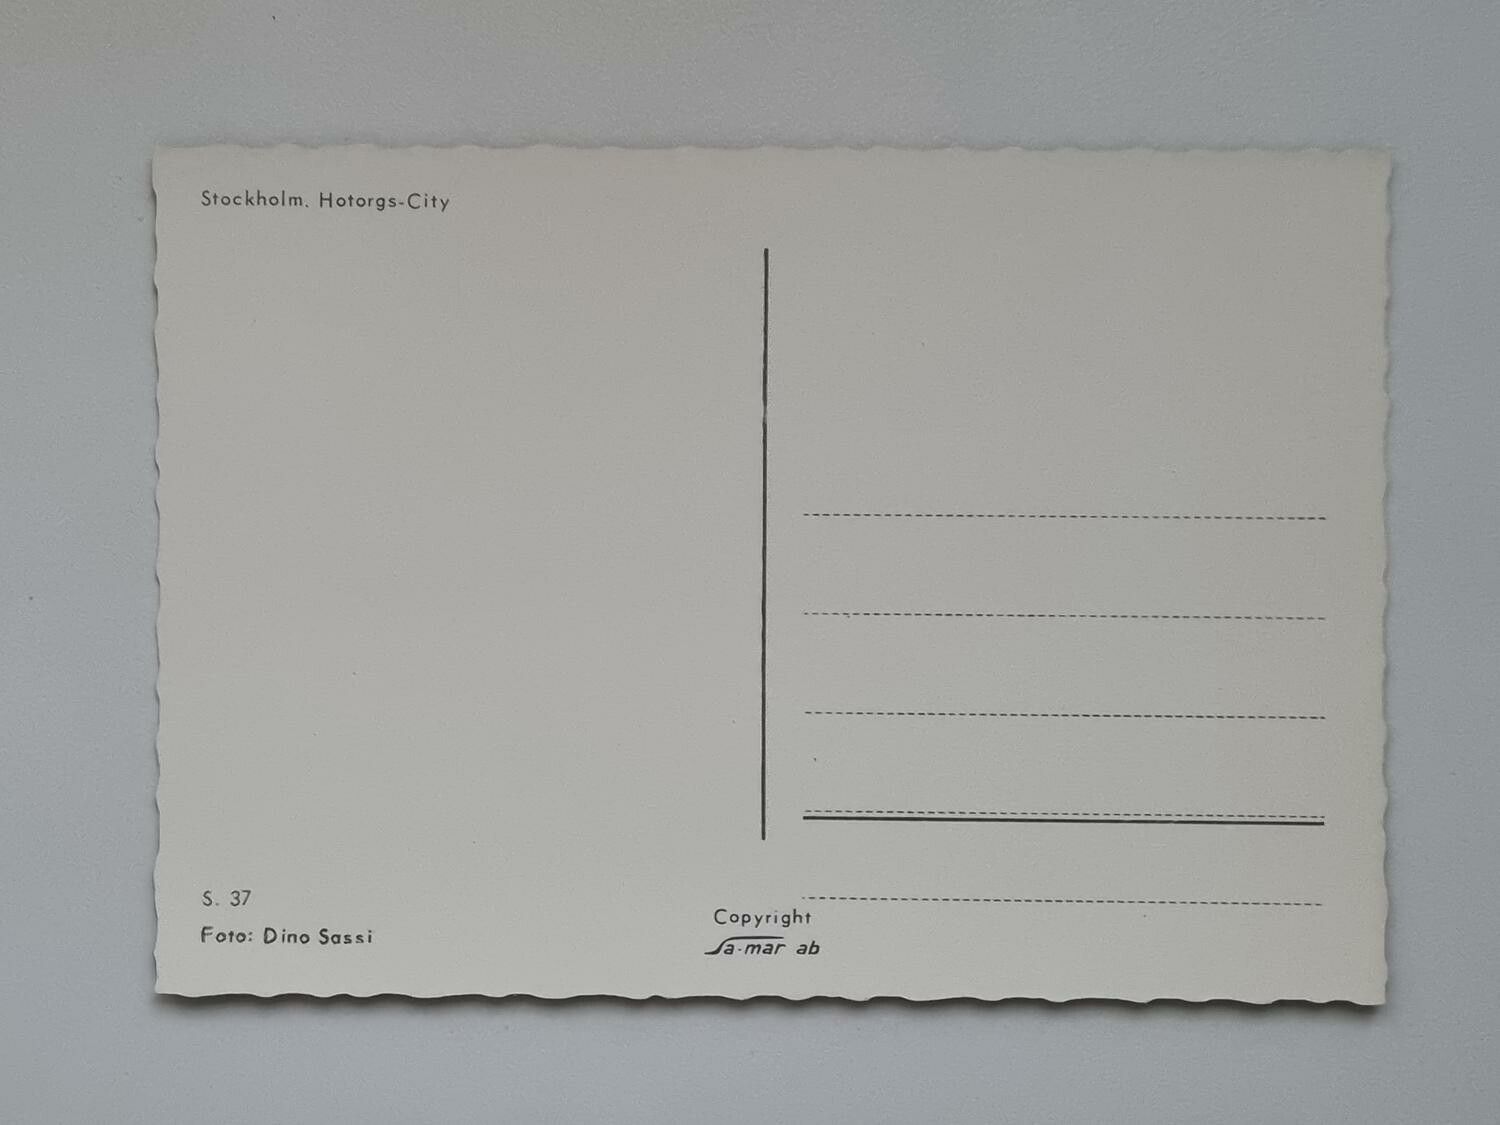 Stockholm. Hotorgs-City
S. 37
Foto: Dino Sassi
Copyright
Sa-mar ab